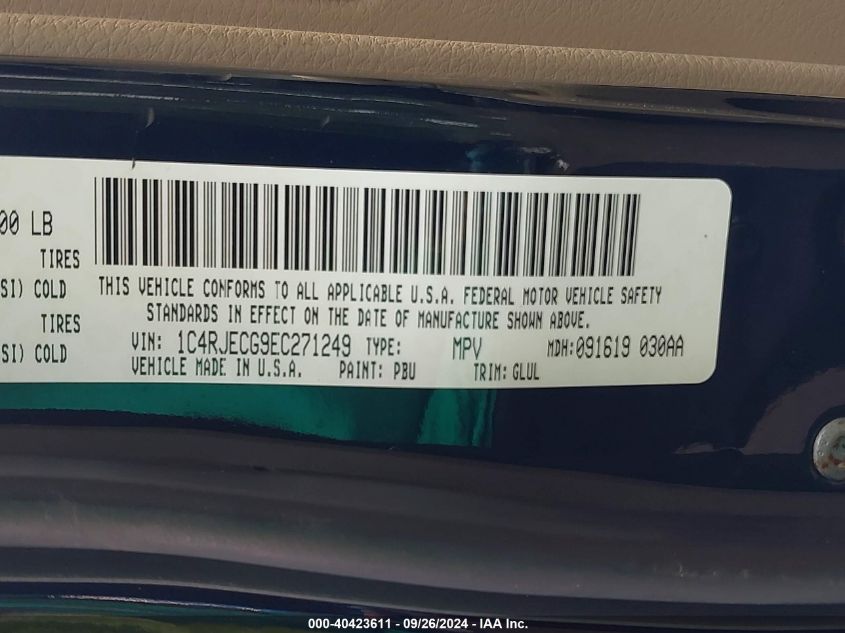 00 LB
TIRES
SI) COLD
TIRES
SI) COLD
THIS VEHICLE CONFORMS TO ALL APPLICABLE U.S.A. FEDERAL MOTOR VEHICLE SAFETY
STANDARDS IN EFFECT ON THE DATE OF MANUFACTURE SHOWN ABOVE.
VIN: 1C4RJECG9EC271249 TYPE: MPV MDH:091619 030AA
VEHICLE MADE IN U.S.A. PAINT: PBU TRIM: GLUL
000-40423611 - 09/26/2024 - IAA Inc.